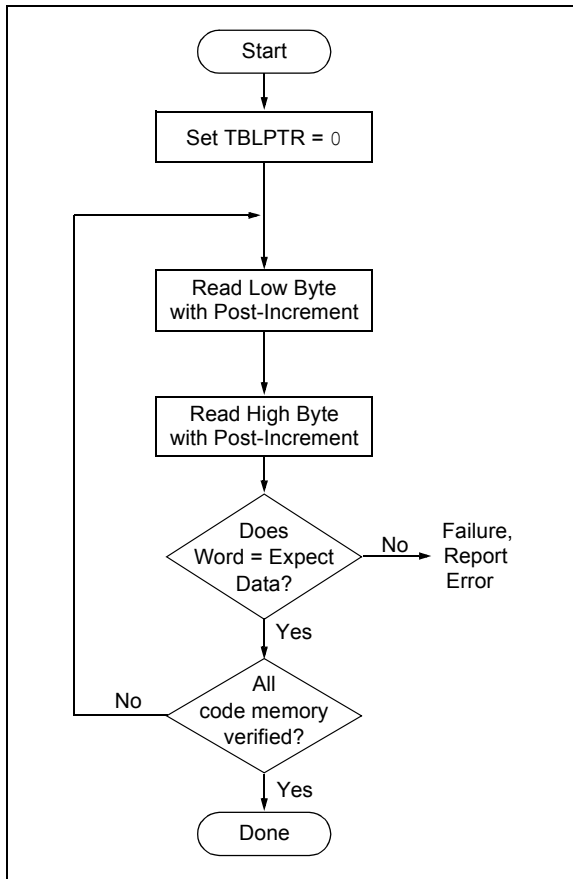 Start
Set TBLPTR = 0
Read Low Byte
with Post-Increment
Read High Byte
with Post-Increment
Does
Word = Expect
Data?
No
Failure,
Report
Error
Yes
All
code memory
verified?
No
Yes
Done